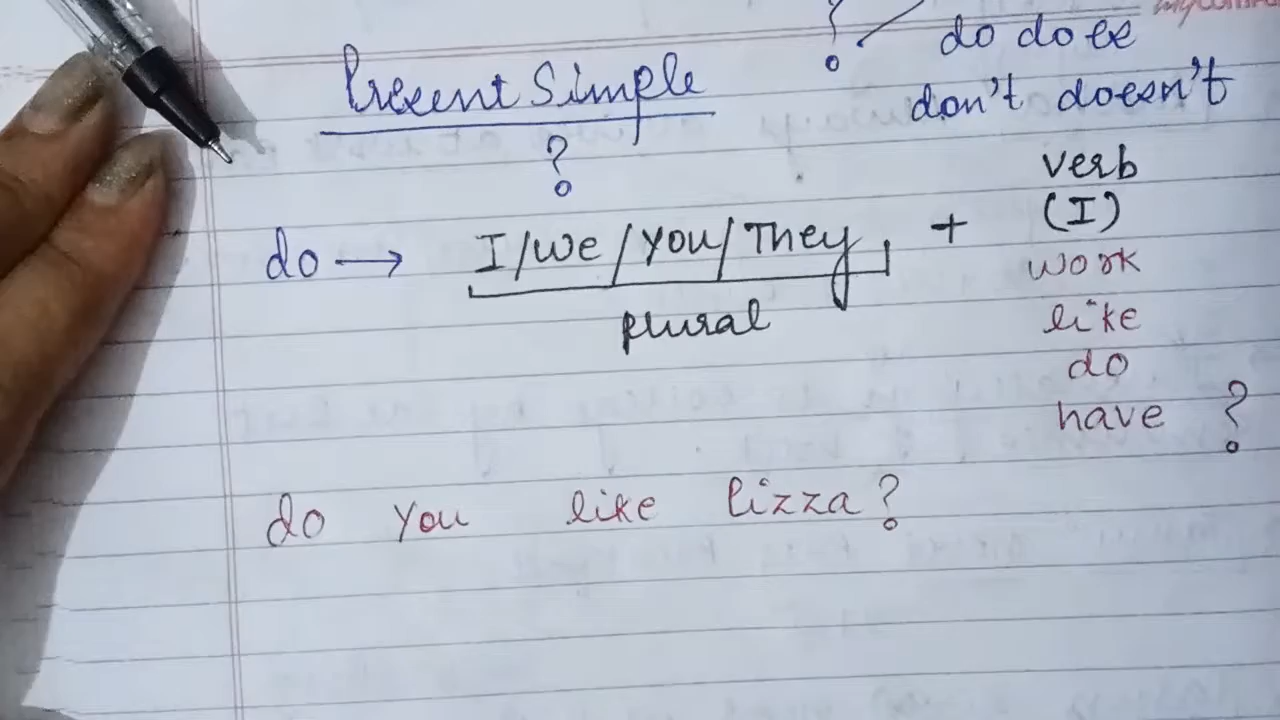 ? do does
Present Simple
don't doesn't
?
verb
(I)
do → I/We/You/They +
work
plural
like
do
have ?
do You like Pizza?